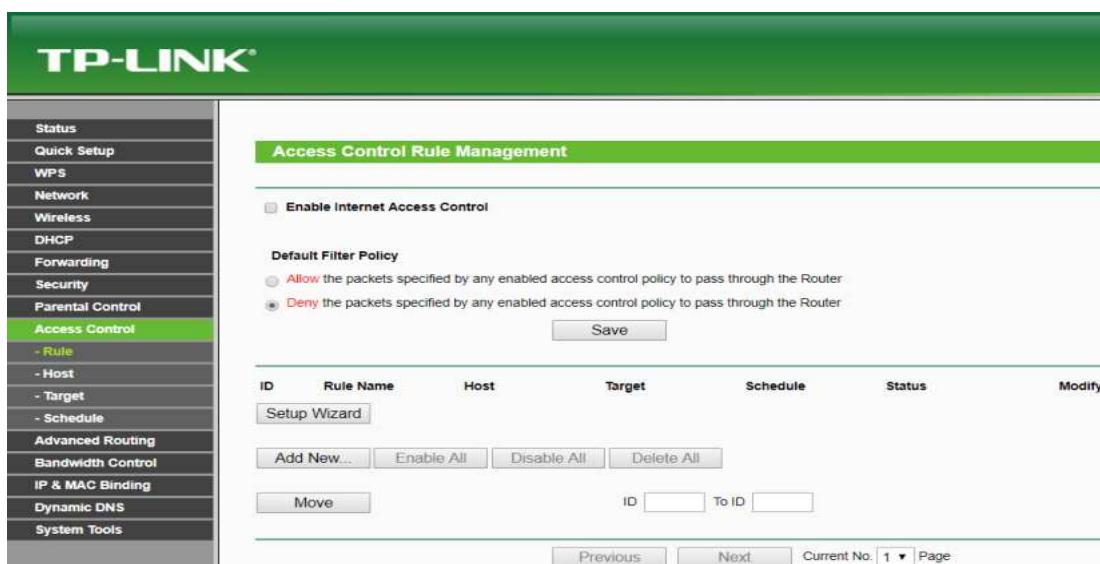 TP-LINK®
Status
Quick Setup
WPS
Network
Wireless
DHCP
Forwarding
Security
Parental Control
Access Control
- Rule
- Host
- Target
- Schedule
Advanced Routing
Bandwidth Control
IP & MAC Binding
Dynamic DNS
System Tools
Access Control Rule Management
Enable Internet Access Control
Default Filter Policy
Allow the packets specified by any enabled access control policy to pass through the Router
Deny the packets specified by any enabled access control policy to pass through the Router
Save
ID Rule Name Host Target Schedule Status Modify
Setup Wizard
Add New... Enable All Disable All Delete All
Move ID To ID
Previous Next Current No. 1 Page